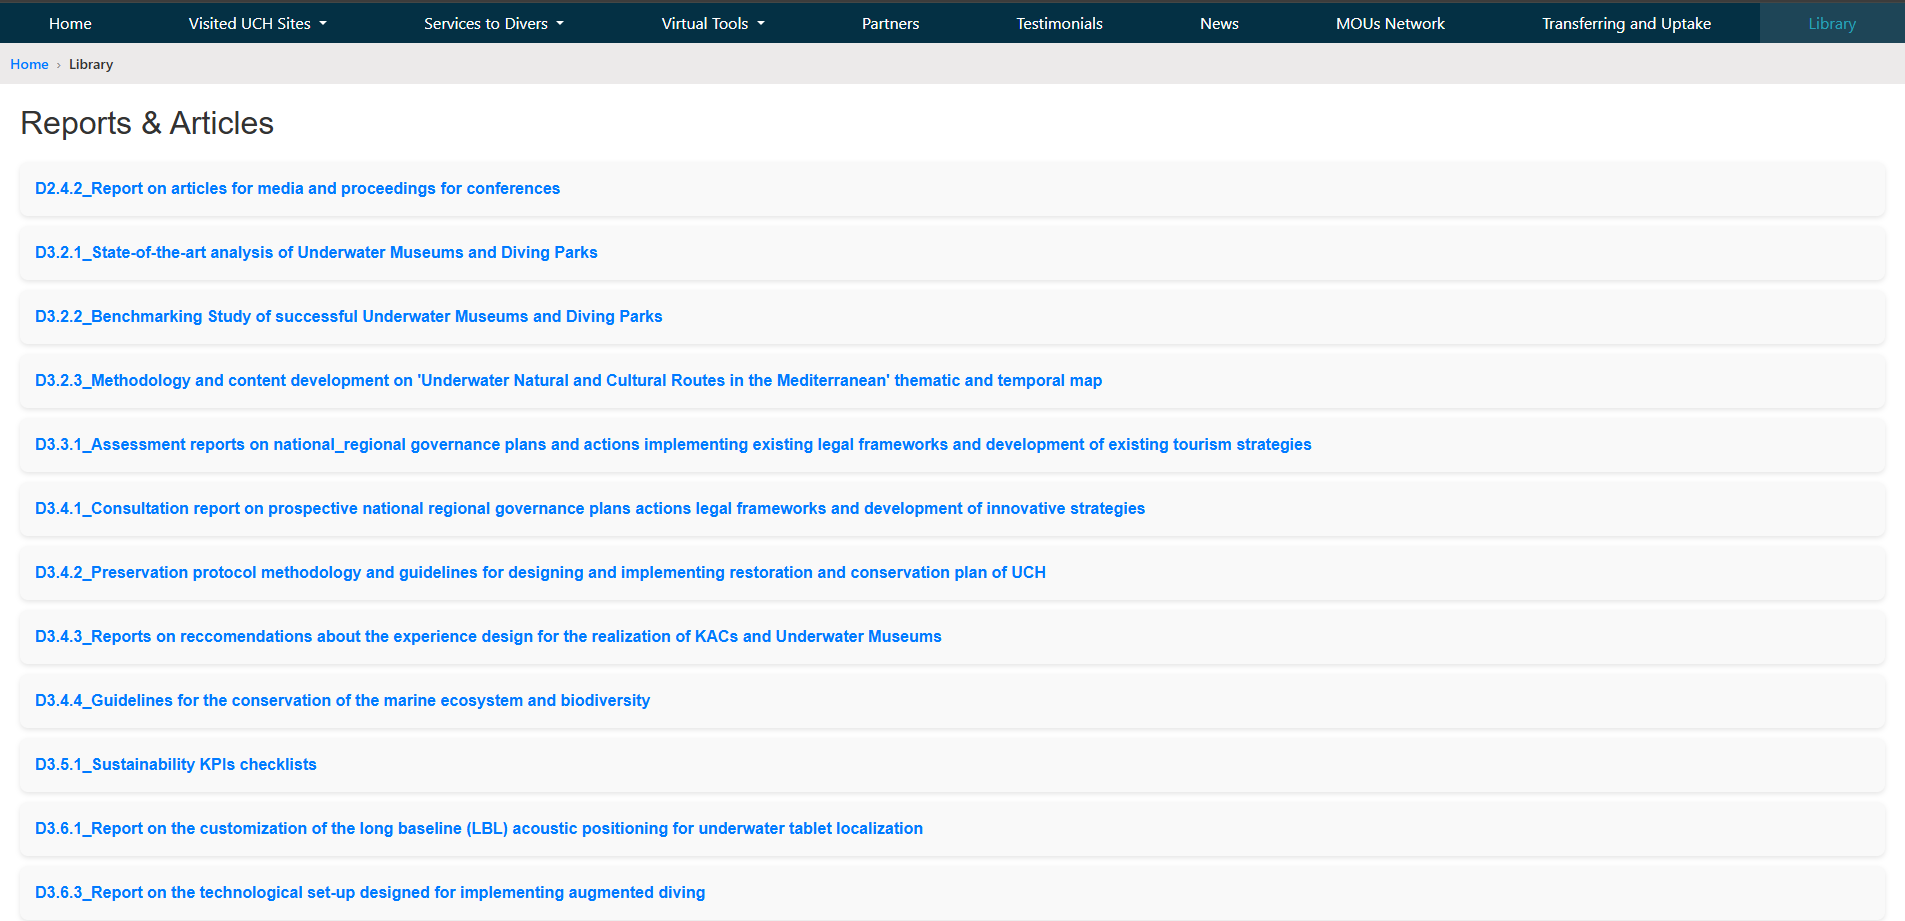 Home Visited UCH Sites Services to Divers Virtual Tools Partners Testimonials News MOUs Network Transferring and Uptake Library
Home › Library
Reports & Articles
D2.4.2_Report on articles for media and proceedings for conferences
D3.2.1_State-of-the-art analysis of Underwater Museums and Diving Parks
D3.2.2_Benchmarking Study of successful Underwater Museums and Diving Parks
D3.2.3_Methodology and content development on 'Underwater Natural and Cultural Routes in the Mediterranean' thematic and temporal map
D3.3.1_Assessment reports on national_regional governance plans and actions implementing existing legal frameworks and development of existing tourism strategies
D3.4.1_Consultation report on prospective national regional governance plans actions legal frameworks and development of innovative strategies
D3.4.2_Preservation protocol methodology and guidelines for designing and implementing restoration and conservation plan of UCH
D3.4.3_Reports on reccomendations about the experience design for the realization of KACs and Underwater Museums
D3.4.4_Guidelines for the conservation of the marine ecosystem and biodiversity
D3.5.1_Sustainability KPIs checklists
D3.6.1_Report on the customization of the long baseline (LBL) acoustic positioning for underwater tablet localization
D3.6.3_Report on the technological set-up designed for implementing augmented diving